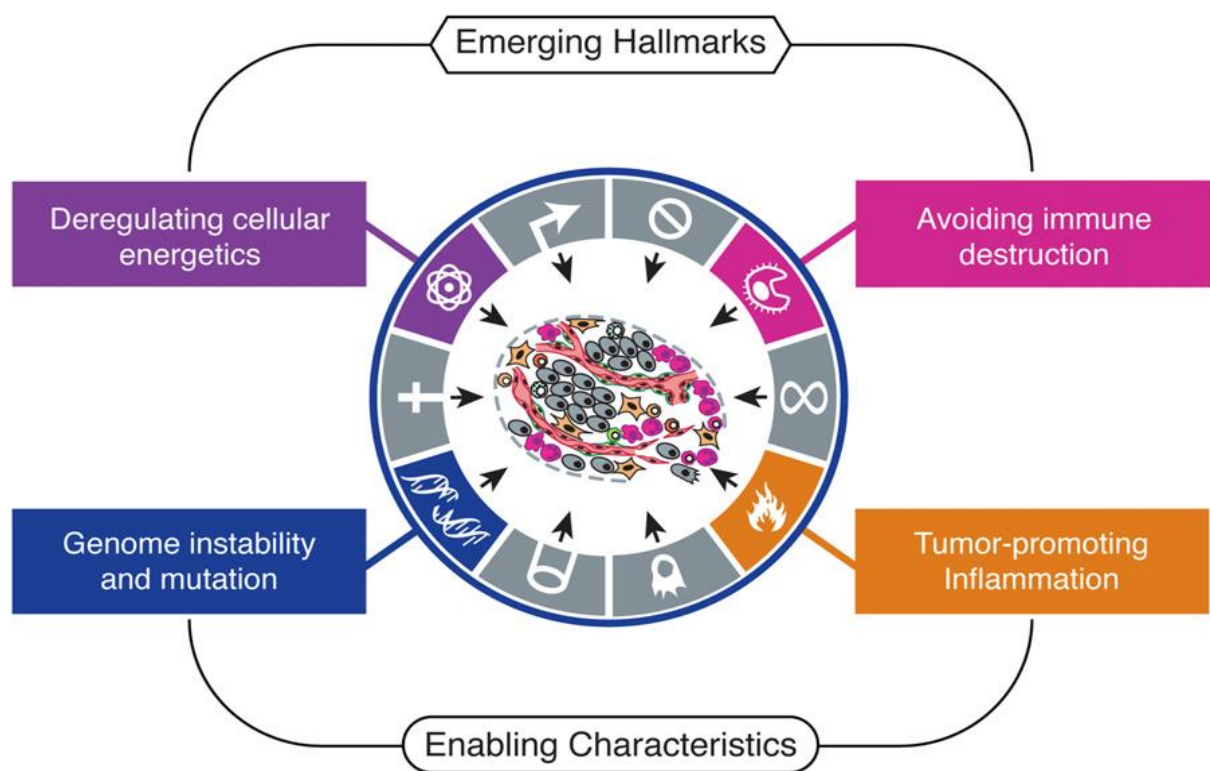 Emerging Hallmarks
Deregulating cellular
energetics
Avoiding immune
destruction
Genome instability
and mutation
Tumor-promoting
Inflammation
Enabling Characteristics